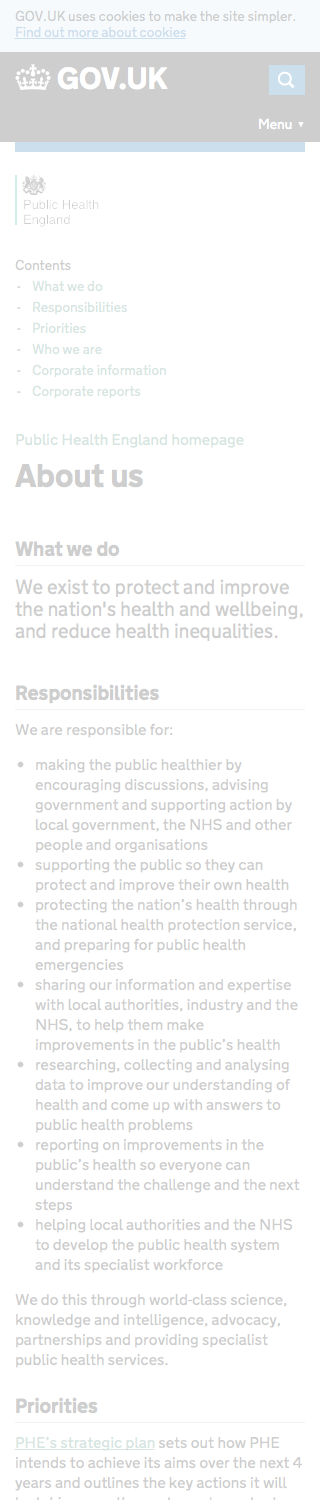 GOV.UK uses cookies to make the site simpler.
Find out more about cookies
GOV.UK
Menu ▼
Public Health
England
Contents
- What we do
- Responsibilities
- Priorities
- Who we are
- Corporate information
- Corporate reports
Public Health England homepage
About us
What we do
We exist to protect and improve
the nation's health and wellbeing,
and reduce health inequalities.
Responsibilities
We are responsible for:
• making the public healthier by
encouraging discussions, advising
government and supporting action by
local government, the NHS and other
people and organisations
• supporting the public so they can
protect and improve their own health
• protecting the nation’s health through
the national health protection service,
and preparing for public health
emergencies
• sharing our information and expertise
with local authorities, industry and the
NHS, to help them make
improvements in the public’s health
• researching, collecting and analysing
data to improve our understanding of
health and come up with answers to
public health problems
• reporting on improvements in the
public’s health so everyone can
understand the challenge and the next
steps
• helping local authorities and the NHS
to develop the public health system
and its specialist workforce
We do this through world-class science,
knowledge and intelligence, advocacy,
partnerships and providing specialist
public health services.
Priorities
PHE’s strategic plan sets out how PHE
intends to achieve its aims over the next 4
years and outlines the key actions it will